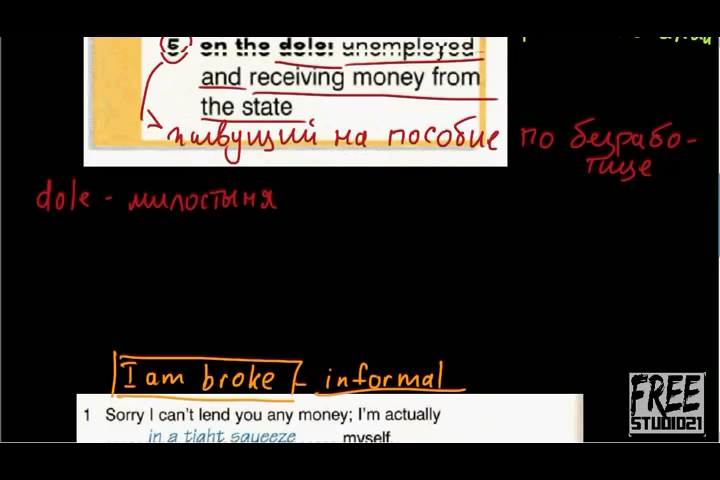 5. on the dole: unemployed
and receiving money from
the state
живущий на пособие по безрабо-
тице
dole - милостыня
I am broke - informal
1 Sorry I can't lend you any money; I'm actually
..... in a tight squeeze ..... myself.
FREE
STUDIO21